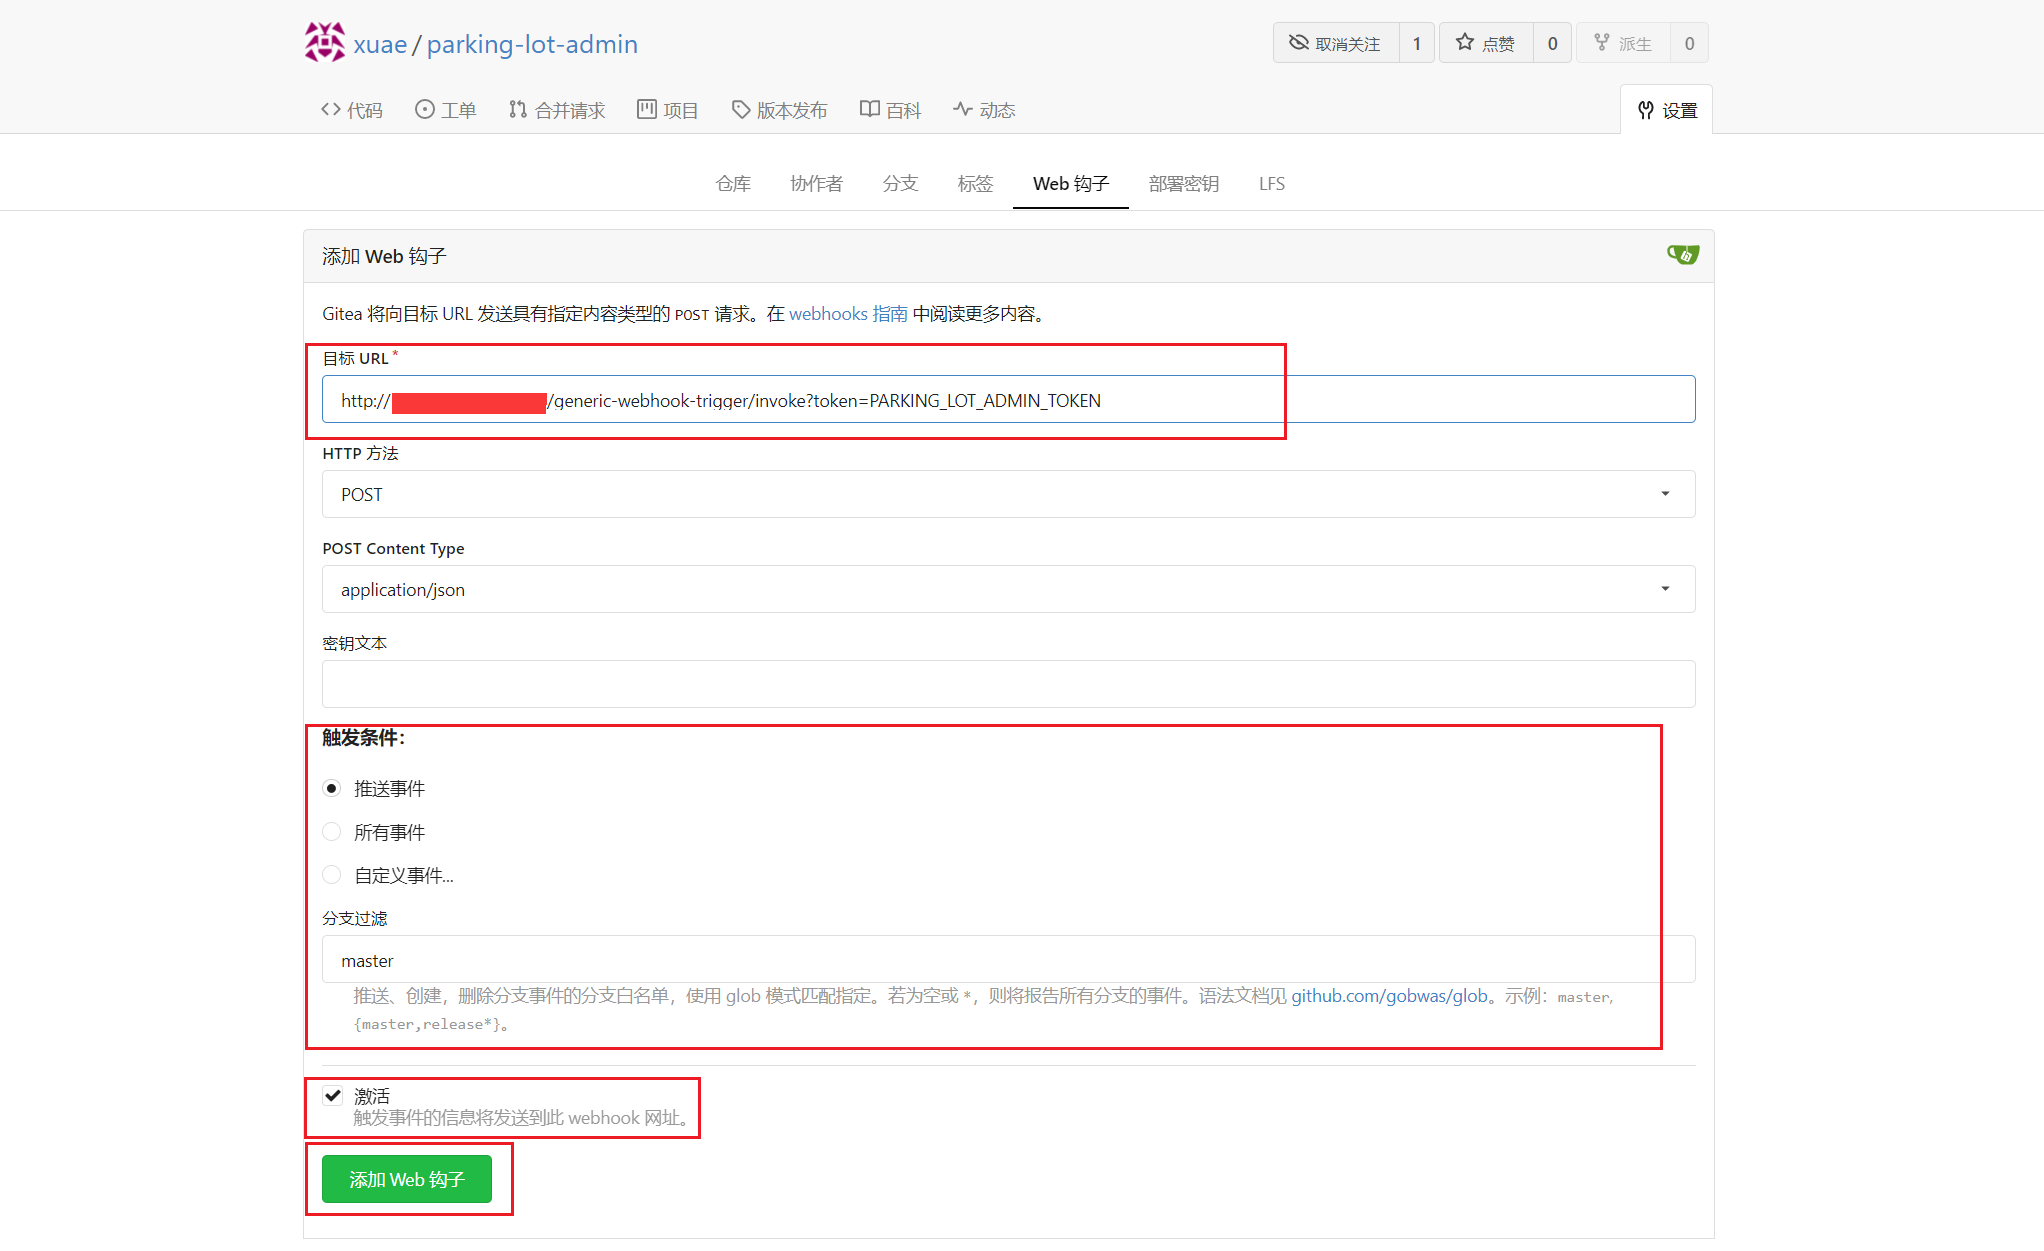 xuae / parking-lot-admin
取消关注 1 点赞 0 派生 0
代码 工单 合并请求 项目 版本发布 百科 动态 设置
仓库 协作者 分支 标签 Web 钩子 部署密钥 LFS
添加 Web 钩子
Gitea 将向目标 URL 发送具有指定内容类型的 POST 请求。在 webhooks 指南 中阅读更多内容。
目标 URL *
http:// /generic-webhook-trigger/invoke?token=PARKING_LOT_ADMIN_TOKEN
HTTP 方法
POST
POST Content Type
application/json
密钥文本
触发条件：
推送事件
所有事件
自定义事件...
分支过滤
master
推送、创建，删除分支事件的分支白名单，使用 glob 模式匹配指定。若为空或 *，则将报告所有分支的事件。语法文档见 github.com/gobwas/glob。示例：master,
{master,release*}。
激活
触发事件的信息将发送到此 webhook 网址。
添加 Web 钩子